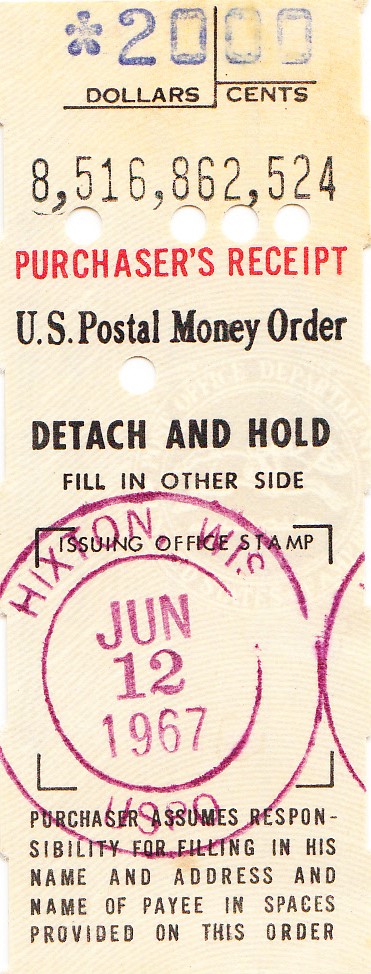 *2000
DOLLARS CENTS
8,516,862,524
PURCHASER'S RECEIPT
U.S. Postal Money Order
DETACH AND HOLD
FILL IN OTHER SIDE
ISSUING OFFICE STAMP
HIXTON, WIS
JUN
12
1967
USPO
PURCHASER ASSUMES RESPON-
SIBILITY FOR FILLING IN HIS
NAME AND ADDRESS AND
NAME OF PAYEE IN SPACES
PROVIDED ON THIS ORDER